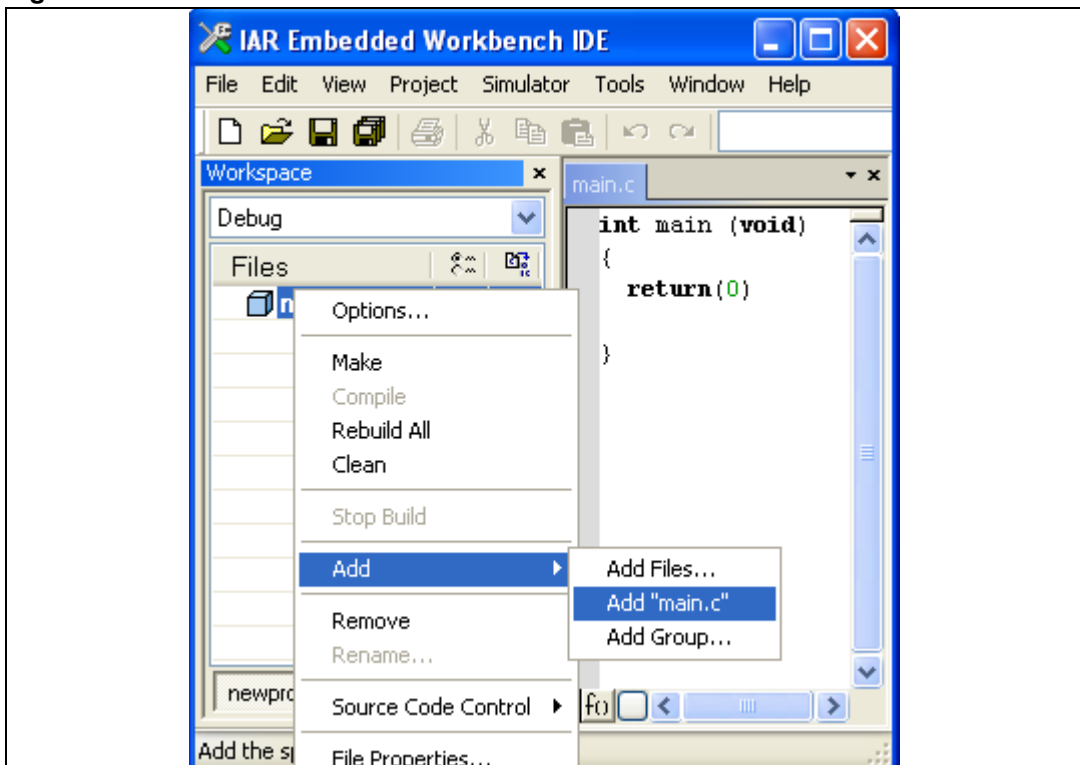 IAR Embedded Workbench IDE
File Edit View Project Simulator Tools Window Help
Workspace
Debug
Files
Options...
Make
Compile
Rebuild All
Clean
Stop Build
Add
Remove
Rename...
Source Code Control
File Properties...
Add Files...
Add "main.c"
Add Group...
main.c
int main (void)
{
return(0)
}
newpro
fo
Add the s